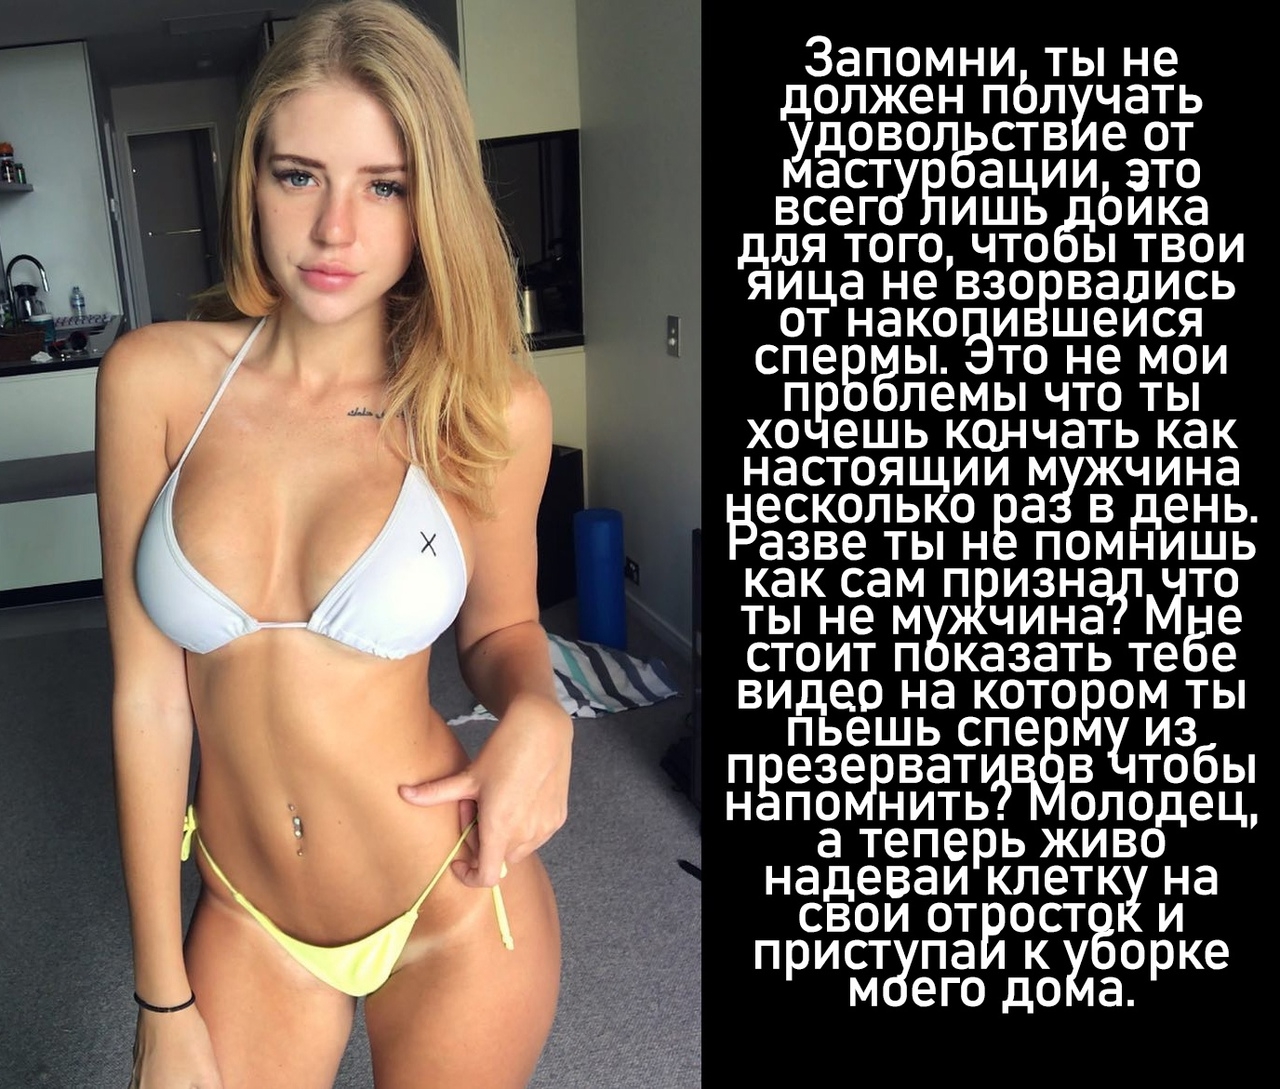 Запомни, ты не
должен получать
удовольствие от
мастурбации, это
всего лишь дойка
для того, чтобы твои
яйца не взорвались
от накопившейся
спермы. Это не мои
проблемы что ты
хочешь кончать как
настоящий мужчина
несколько раз в день.
Разве ты не помнишь
как сам признал,что
ты не мужчина? Мне
стоит показать тебе
видео на котором ты
пьёшь сперму из
презервативов чтобы
напомнить? Молодец,
а теперь живо
надевай клетку на
свой отросток и
приступай к уборке
моего дома.
X